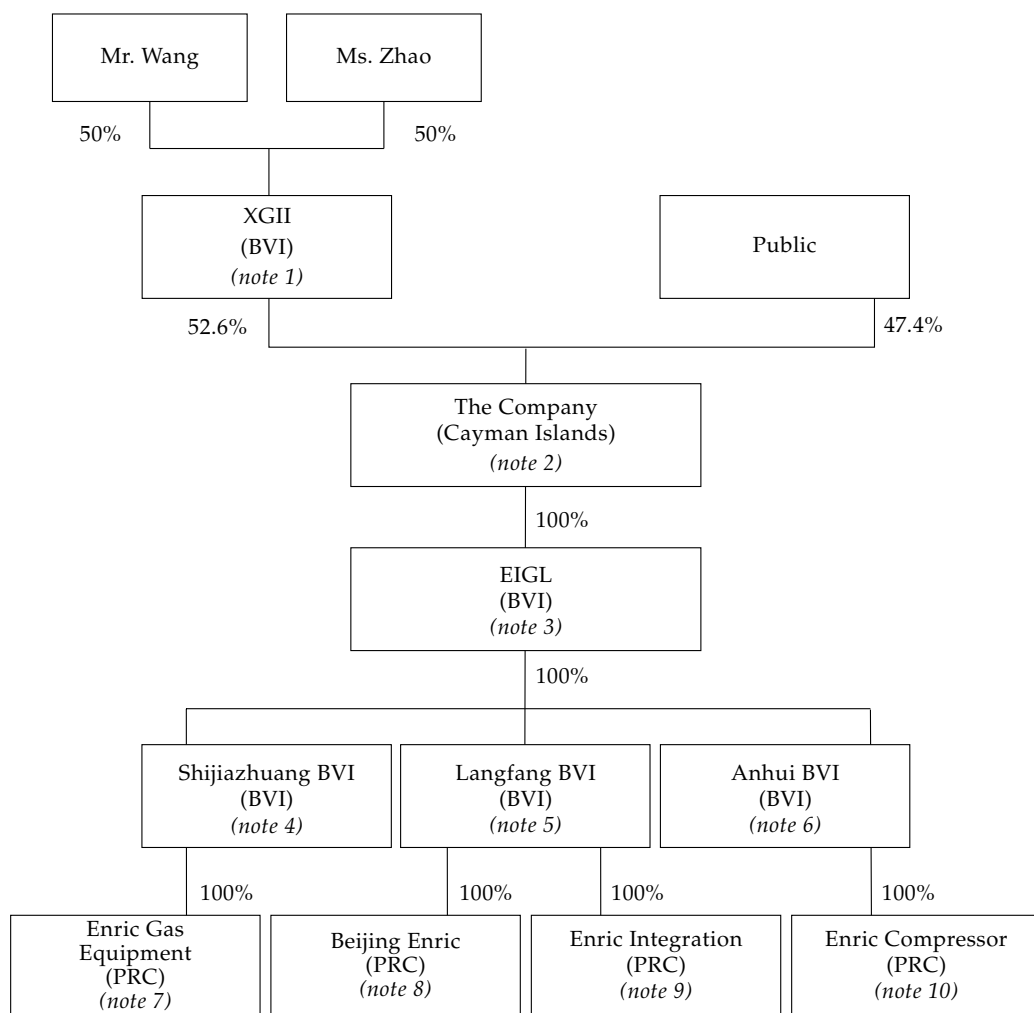 Mr. Wang
Ms. Zhao
50%
50%
XGII
(BVI)
(note 1)
Public
52.6%
47.4%
The Company
(Cayman Islands)
(note 2)
100%
EIGL
(BVI)
(note 3)
100%
Shijiazhuang BVI
(BVI)
(note 4)
Langfang BVI
(BVI)
(note 5)
Anhui BVI
(BVI)
(note 6)
100%
100%
100%
100%
Enric Gas
Equipment
(PRC)
(note 7)
Beijing Enric
(PRC)
(note 8)
Enric Integration
(PRC)
(note 9)
Enric Compressor
(PRC)
(note 10)